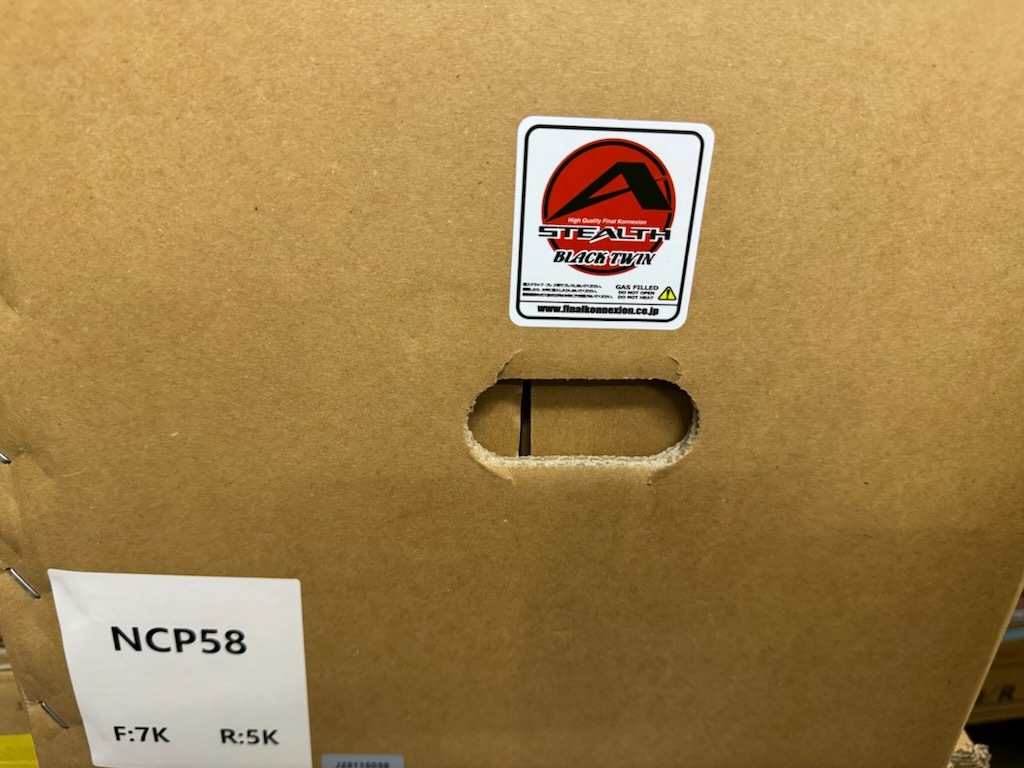 High Quality Final Konnexion
STEALTH
BLACK TWIN
GAS FILLED
DO NOT OPEN
DO NOT HEAT
www.finalkonnexion.co.jp
NCP58
F:7K R:5K